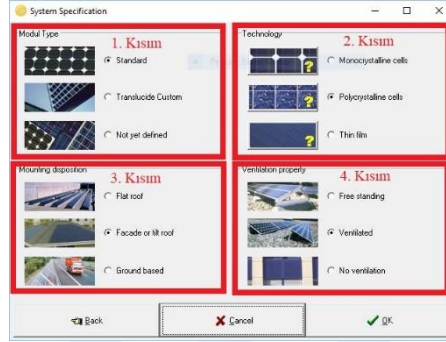 System Specification
Modul Type
1. Kısım
Standard
Translucide Custom
Not yet defined
Technology
2. Kısım
Monocrystalline cells
Polycrystalline cells
Thin film
Mounting disposition
3. Kısım
Flat roof
Facade or tilt roof
Ground based
Ventilation property
4. Kısım
Free standing
Ventilated
No ventilation
Back
Cancel
OK